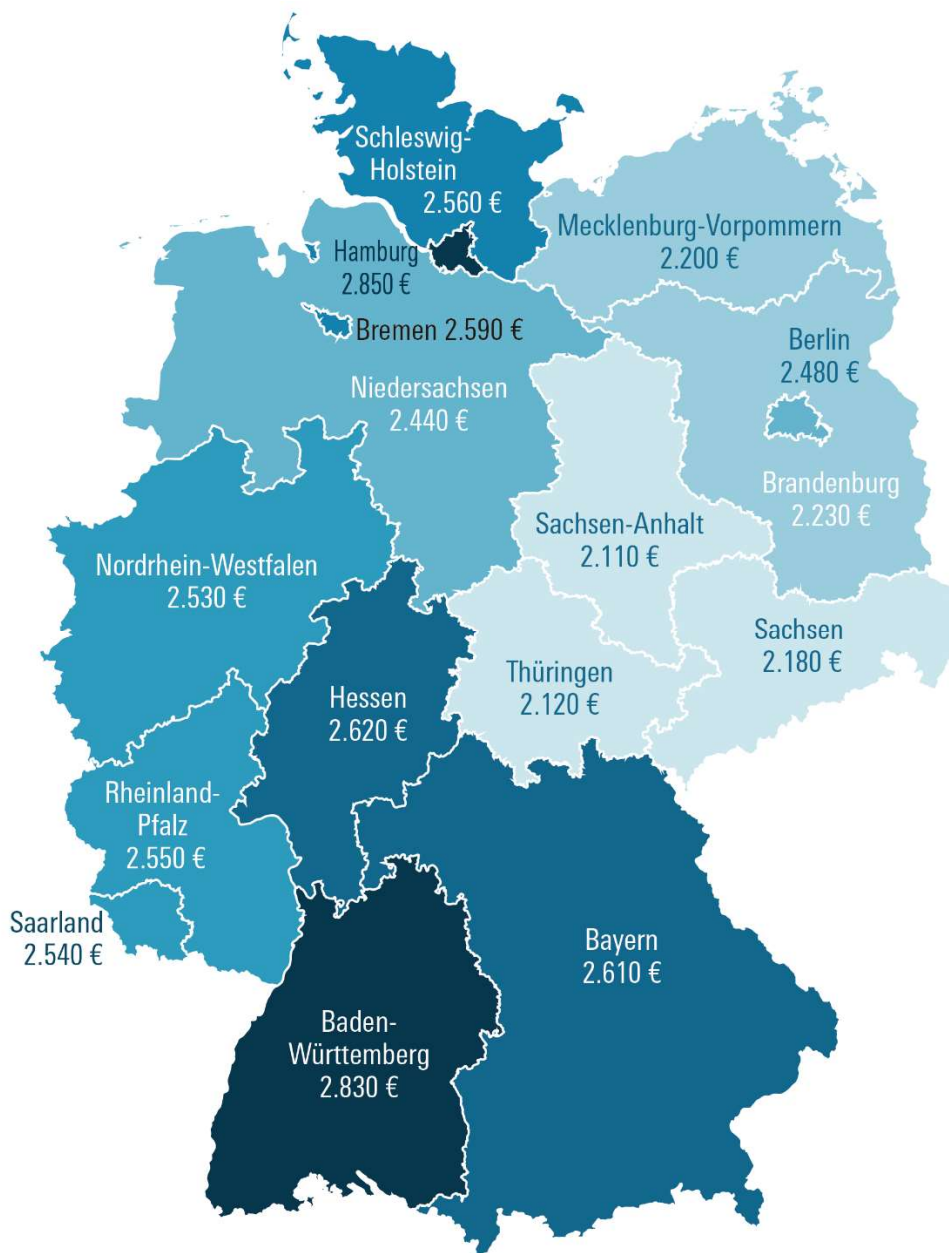 Schleswig-
Holstein
2.560 €
Mecklenburg-Vorpommern
2.200 €
Hamburg
2.850 €
Bremen 2.590 €
Berlin
2.480 €
Niedersachsen
2.440 €
Brandenburg
2.230 €
Sachsen-Anhalt
2.110 €
Nordrhein-Westfalen
2.530 €
Sachsen
2.180 €
Thüringen
2.120 €
Hessen
2.620 €
Rheinland-
Pfalz
2.550 €
Saarland
2.540 €
Bayern
2.610 €
Baden-
Württemberg
2.830 €